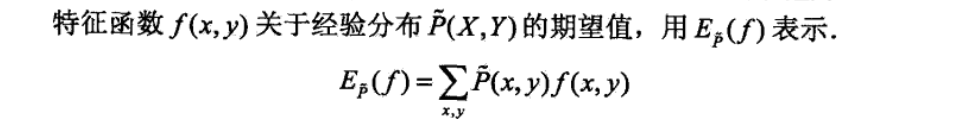 特征函数 f(x,y) 关于经验分布 P̃(X,Y) 的期望值，用 E_P̃(f) 表示．
E_P̃(f) = ∑_{x,y} P̃(x,y) f(x,y)